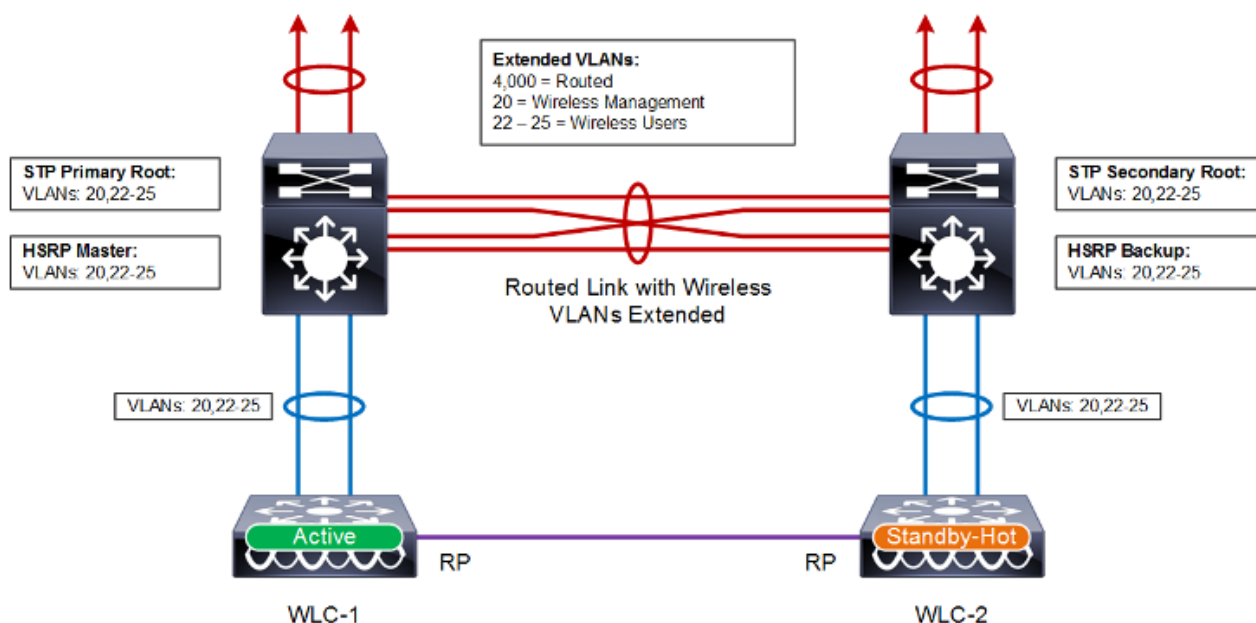 Extended VLANs:
4,000 = Routed
20 = Wireless Management
22 – 25 = Wireless Users
STP Primary Root:
VLANs: 20,22-25
STP Secondary Root:
VLANs: 20,22-25
HSRP Master:
VLANs: 20,22-25
HSRP Backup:
VLANs: 20,22-25
Routed Link with Wireless
VLANs Extended
VLANs: 20,22-25
VLANs: 20,22-25
Active
Standby-Hot
RP
RP
WLC-1
WLC-2